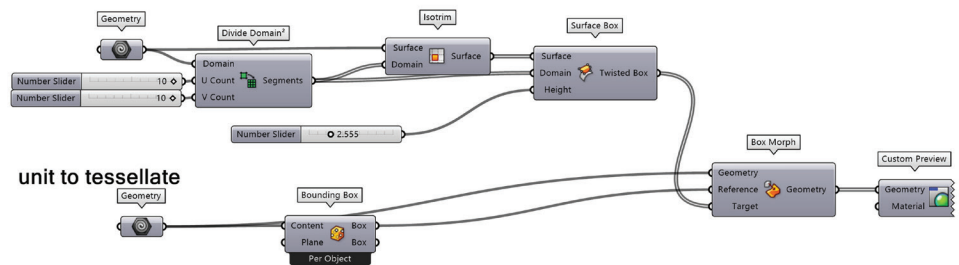 Geometry
Divide Domain²
Domain
U Count
V Count
Segments
Number Slider 10
Number Slider 10
Isotrim
Surface
Domain
Surface
Surface Box
Surface
Domain
Height
Twisted Box
Number Slider 2.555
unit to tessellate
Geometry
Bounding Box
Content
Plane
Box
Box
Per Object
Box Morph
Geometry
Reference
Target
Geometry
Custom Preview
Geometry
Material